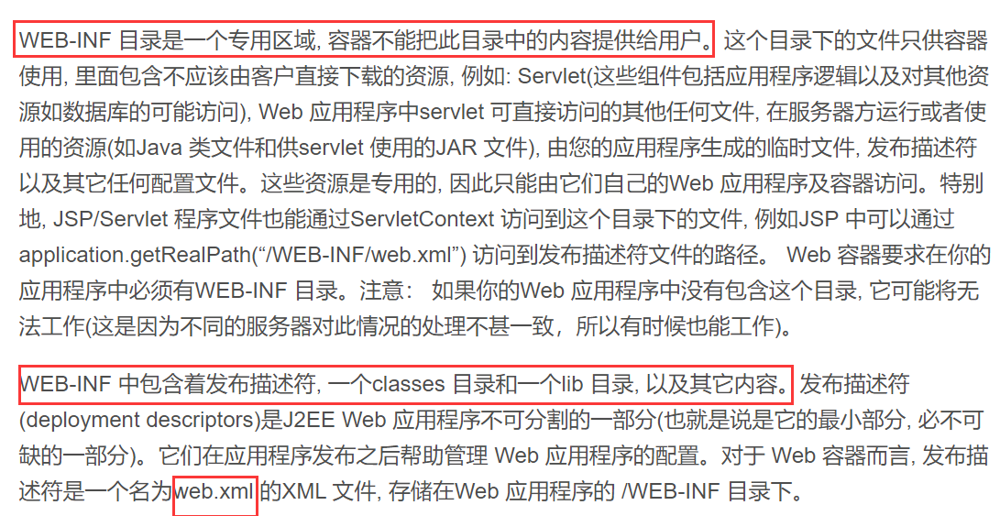 WEB-INF 目录是一个专用区域, 容器不能把此目录中的内容提供给用户。这个目录下的文件只供容器
使用, 里面包含不应该由客户直接下载的资源, 例如: Servlet(这些组件包括应用程序逻辑以及对其他资
源如数据库的可能访问), Web 应用程序中servlet 可直接访问的其他任何文件, 在服务器方运行或者使
用的资源(如Java 类文件和供servlet 使用的JAR 文件), 由您的应用程序生成的临时文件, 发布描述符
以及其它任何配置文件。这些资源是专用的, 因此只能由它们自己的Web 应用程序及容器访问。特别
地, JSP/Servlet 程序文件也能通过ServletContext 访问到这个目录下的文件, 例如JSP 中可以通过
application.getRealPath(“/WEB-INF/web.xml”) 访问到发布描述符文件的路径。 Web 容器要求在你的
应用程序中必须有WEB-INF 目录。注意： 如果你的Web 应用程序中没有包含这个目录, 它可能将无
法工作(这是因为不同的服务器对此情况的处理不甚一致，所以有时候也能工作)。
WEB-INF 中包含着发布描述符, 一个classes 目录和一个lib 目录, 以及其它内容。发布描述符
(deployment descriptors)是J2EE Web 应用程序不可分割的一部分(也就是说是它的最小部分, 必不可
缺的一部分)。它们在应用程序发布之后帮助管理 Web 应用程序的配置。对于 Web 容器而言, 发布描
述符是一个名为web.xml 的XML 文件, 存储在Web 应用程序的 /WEB-INF 目录下。